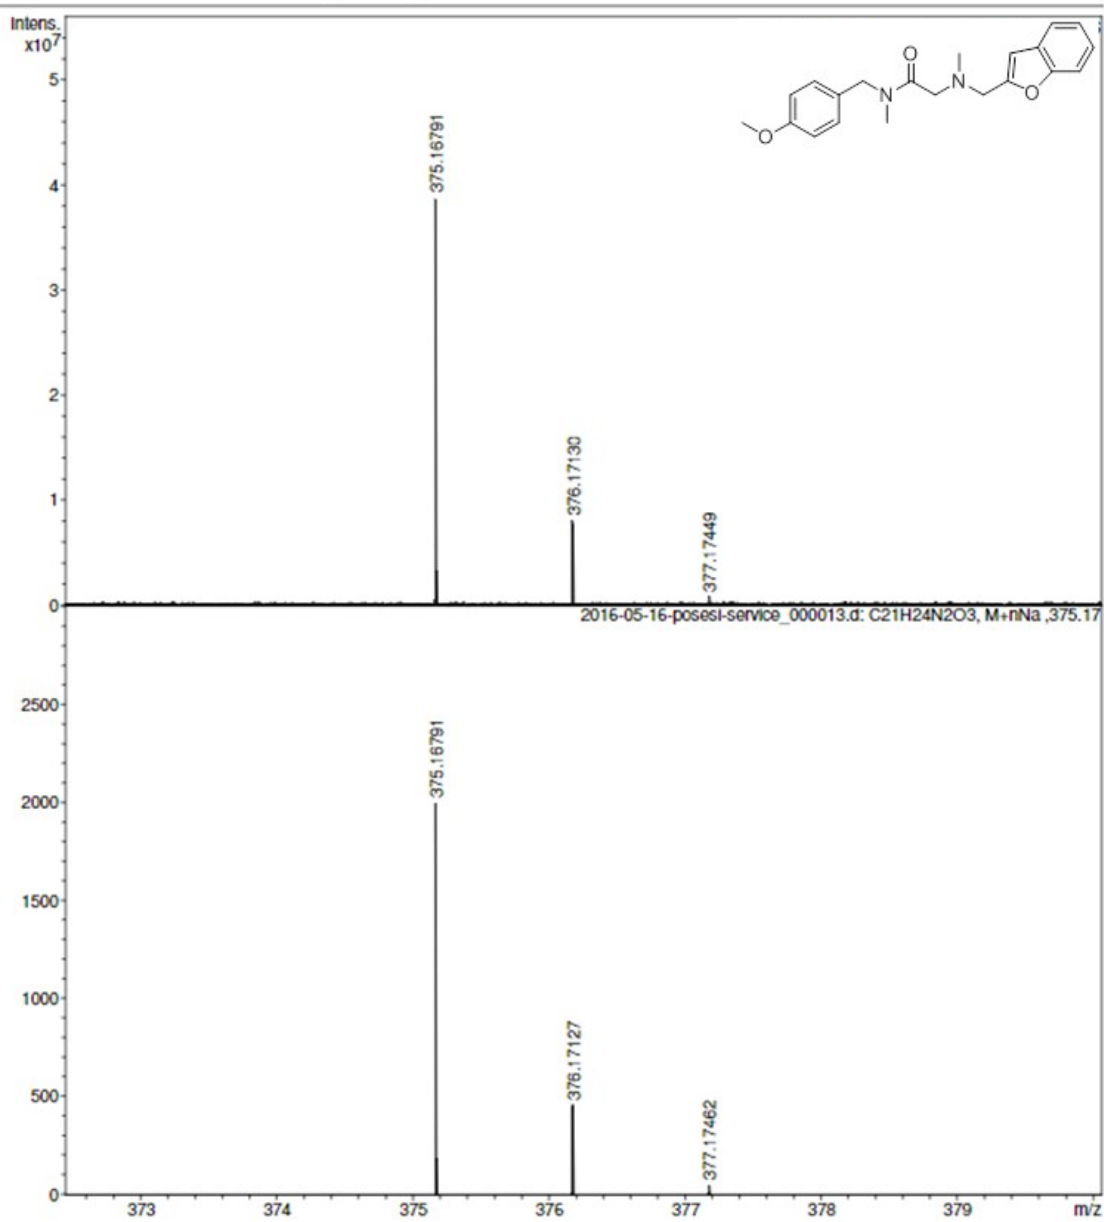 Intens.
x10⁷
5
4
3
2
1
0
375.16791
376.17130
377.17449
O
N
N
O
O
2016-05-16-posesi-service_000013.d: C21H24N2O3, M+nNa ,375.17
2500
2000
1500
1000
500
0
375.16791
376.17127
377.17462
373 374 375 376 377 378 379 m/z